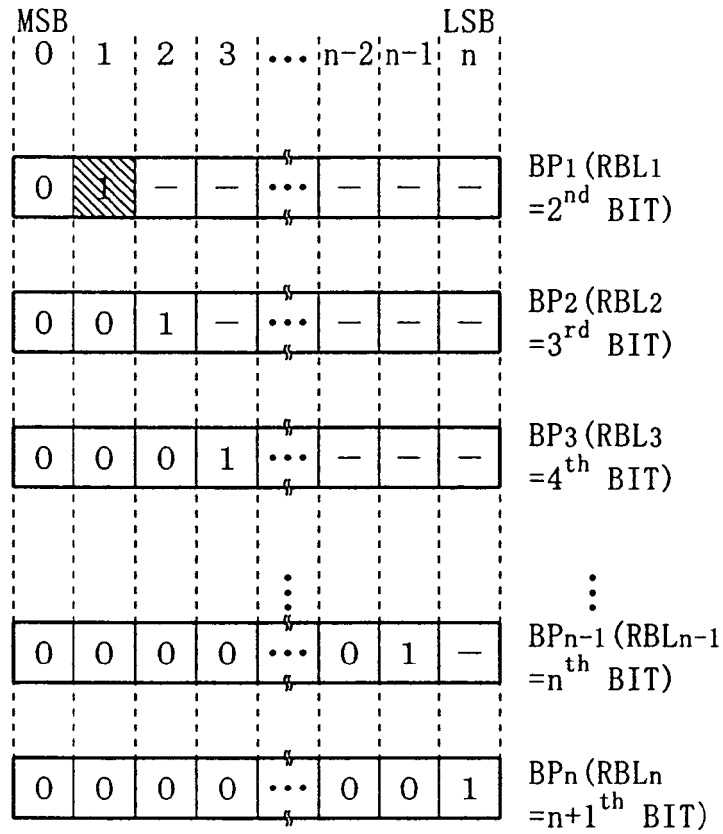 MSB LSB
0 1 2 3 ••• n-2 n-1 n
0 1 — — ••• — — — BP1(RBL1
=2nd BIT)
0 0 1 — ••• — — — BP2(RBL2
=3rd BIT)
0 0 0 1 ••• — — — BP3(RBL3
=4th BIT)
0 0 0 0 ••• 0 1 — BPn-1(RBLn-1
=nth BIT)
0 0 0 0 ••• 0 0 1 BPn(RBLn
=n+1th BIT)